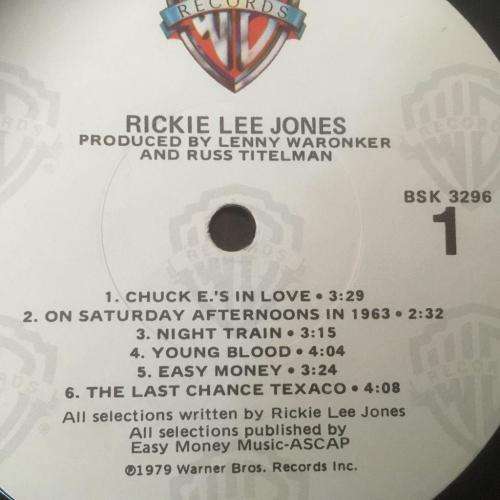 RECORDS
RICKIE LEE JONES
PRODUCED BY LENNY WARONKER
AND RUSS TITELMAN
BSK 3296
1
1. CHUCK E.'S IN LOVE • 3:29
2. ON SATURDAY AFTERNOONS IN 1963 • 2:32
3. NIGHT TRAIN • 3:15
4. YOUNG BLOOD • 4:04
5. EASY MONEY • 3:24
6. THE LAST CHANCE TEXACO • 4:08
All selections written by Rickie Lee Jones
All selections published by
Easy Money Music-ASCAP
℗1979 Warner Bros. Records Inc.